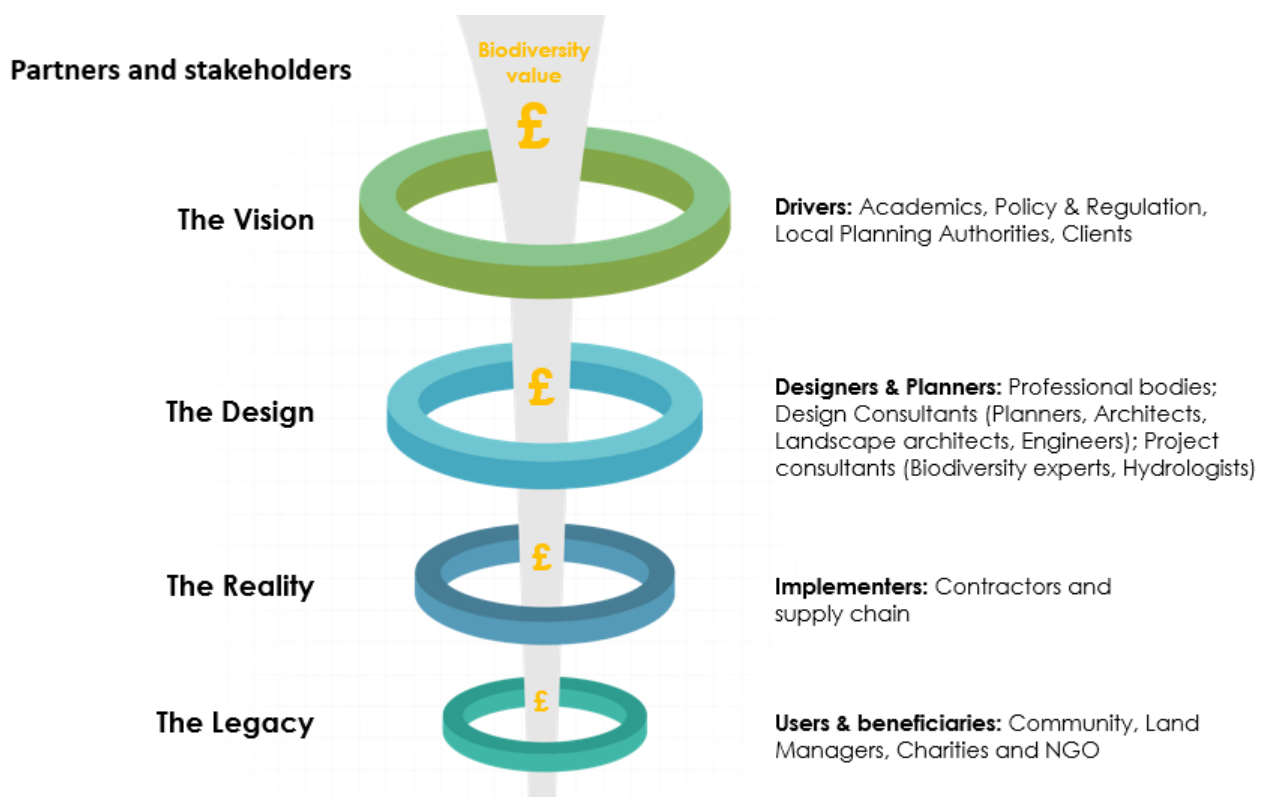 Partners and stakeholders
Biodiversity
value
£
The Vision
Drivers: Academics, Policy & Regulation,
Local Planning Authorities, Clients
£
The Design
Designers & Planners: Professional bodies;
Design Consultants (Planners, Architects,
Landscape architects, Engineers); Project
consultants (Biodiversity experts, Hydrologists)
£
The Reality
Implementers: Contractors and
supply chain
£
The Legacy
Users & beneficiaries: Community, Land
Managers, Charities and NGO